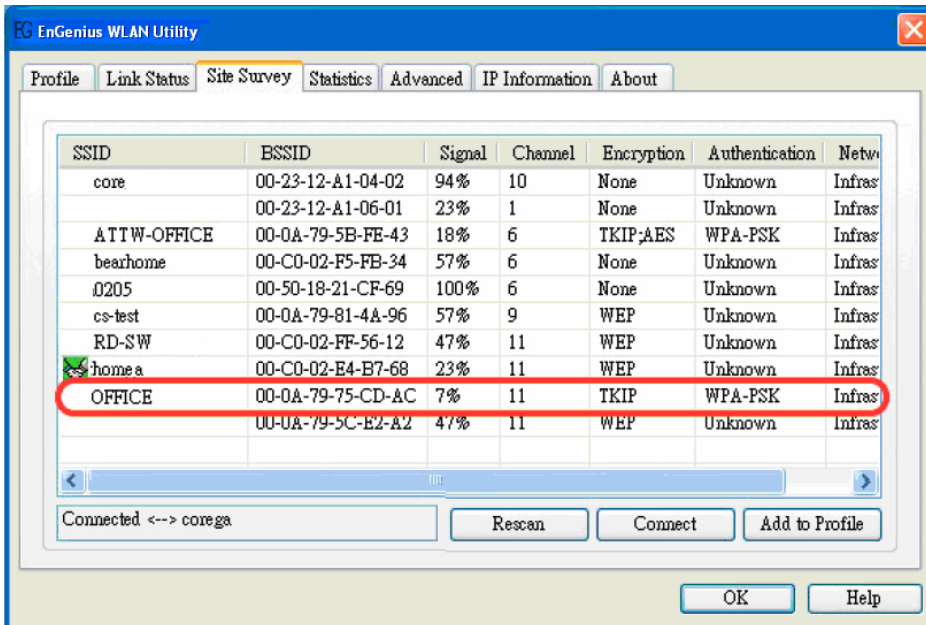 EG EnGenius WLAN Utility
Profile Link Status Site Survey Statistics Advanced IP Information About
SSID BSSID Signal Channel Encryption Authentication Netw
core 00-23-12-A1-04-02 94% 10 None Unknown Infras
00-23-12-A1-06-01 23% 1 None Unknown Infras
ATTW-OFFICE 00-0A-79-5B-FE-43 18% 6 TKIP;AES WPA-PSK Infras
bearhome 00-C0-02-F5-FB-34 57% 6 None Unknown Infras
0205 00-50-18-21-CF-69 100% 6 None Unknown Infras
cs-test 00-0A-79-81-4A-96 57% 9 WEP Unknown Infras
RD-SW 00-C0-02-FF-56-12 47% 11 WEP Unknown Infras
home a 00-C0-02-E4-B7-68 23% 11 WEP Unknown Infras
OFFICE 00-0A-79-75-CD-AC 7% 11 TKIP WPA-PSK Infras
00-0A-79-5C-E2-A2 47% 11 WEP Unknown Infras
Connected <--> corega Rescan Connect Add to Profile
OK Help